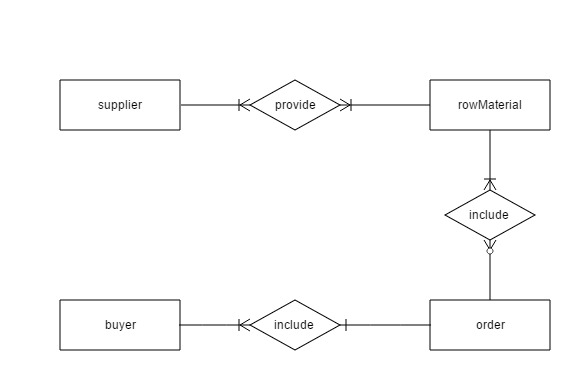 supplier
provide
rowMaterial
include
buyer
include
order